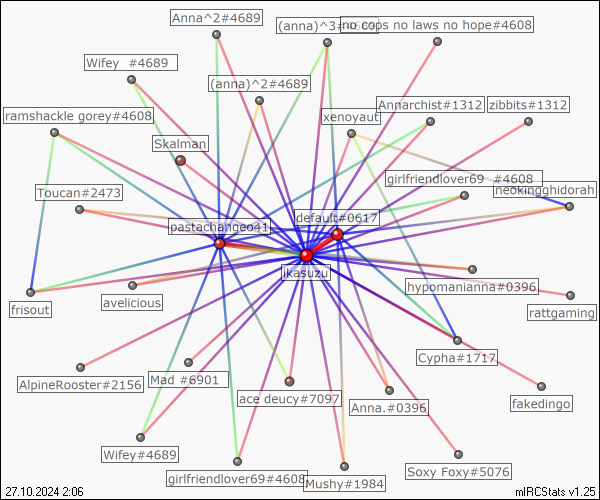 Anna^2#4689
(anna)^3#4689
no cops no laws no hope#4608
Wifey  #4689
(anna)^2#4689
ramshackle gorey#4608
xenoyaut
Annarchist#1312
zibbits#1312
Skalman
girlfriendlover69  #4608
Toucan#2473
neokingghidorah
pastachangeo41
default#0617
jikasuzu
frisout
avelicious
hypomanianna#0396
rattgaming
Cypha#1717
AlpineRooster#2156
Mad #6901
ace deucy#7097
Anna.#0396
fakedingo
Wifey#4689
girlfriendlover69#4608
Mushy#1984
Soxy Foxy#5076
27.10.2024 2:06
mIRCStats v1.25